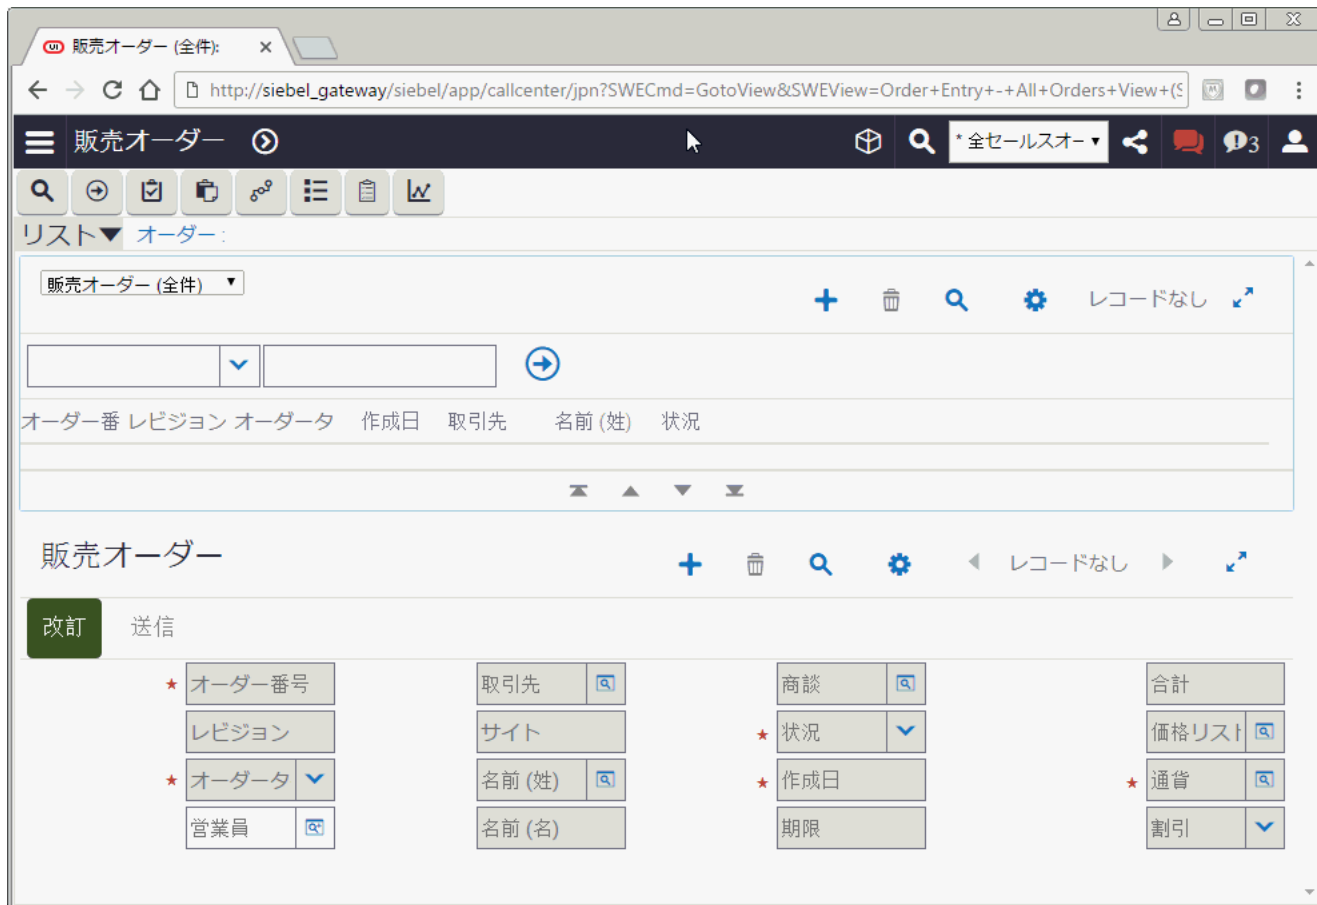 販売オーダー (全件):
http://siebel_gateway/siebel/app/callcenter/jpn?SWECmd=GotoView&SWEView=Order+Entry+-+All+Orders+View+(S
販売オーダー
* 全セールスオー
3
リスト▼ オーダー:
販売オーダー (全件)
レコードなし
オーダー番 レビジョン オーダータ 作成日 取引先 名前 (姓) 状況
販売オーダー
レコードなし
改訂 送信
* オーダー番号 取引先 商談 合計
レビジョン サイト * 状況 価格リスト
* オーダータ 名前 (姓) * 作成日 * 通貨
営業員 名前 (名) 期限 割引